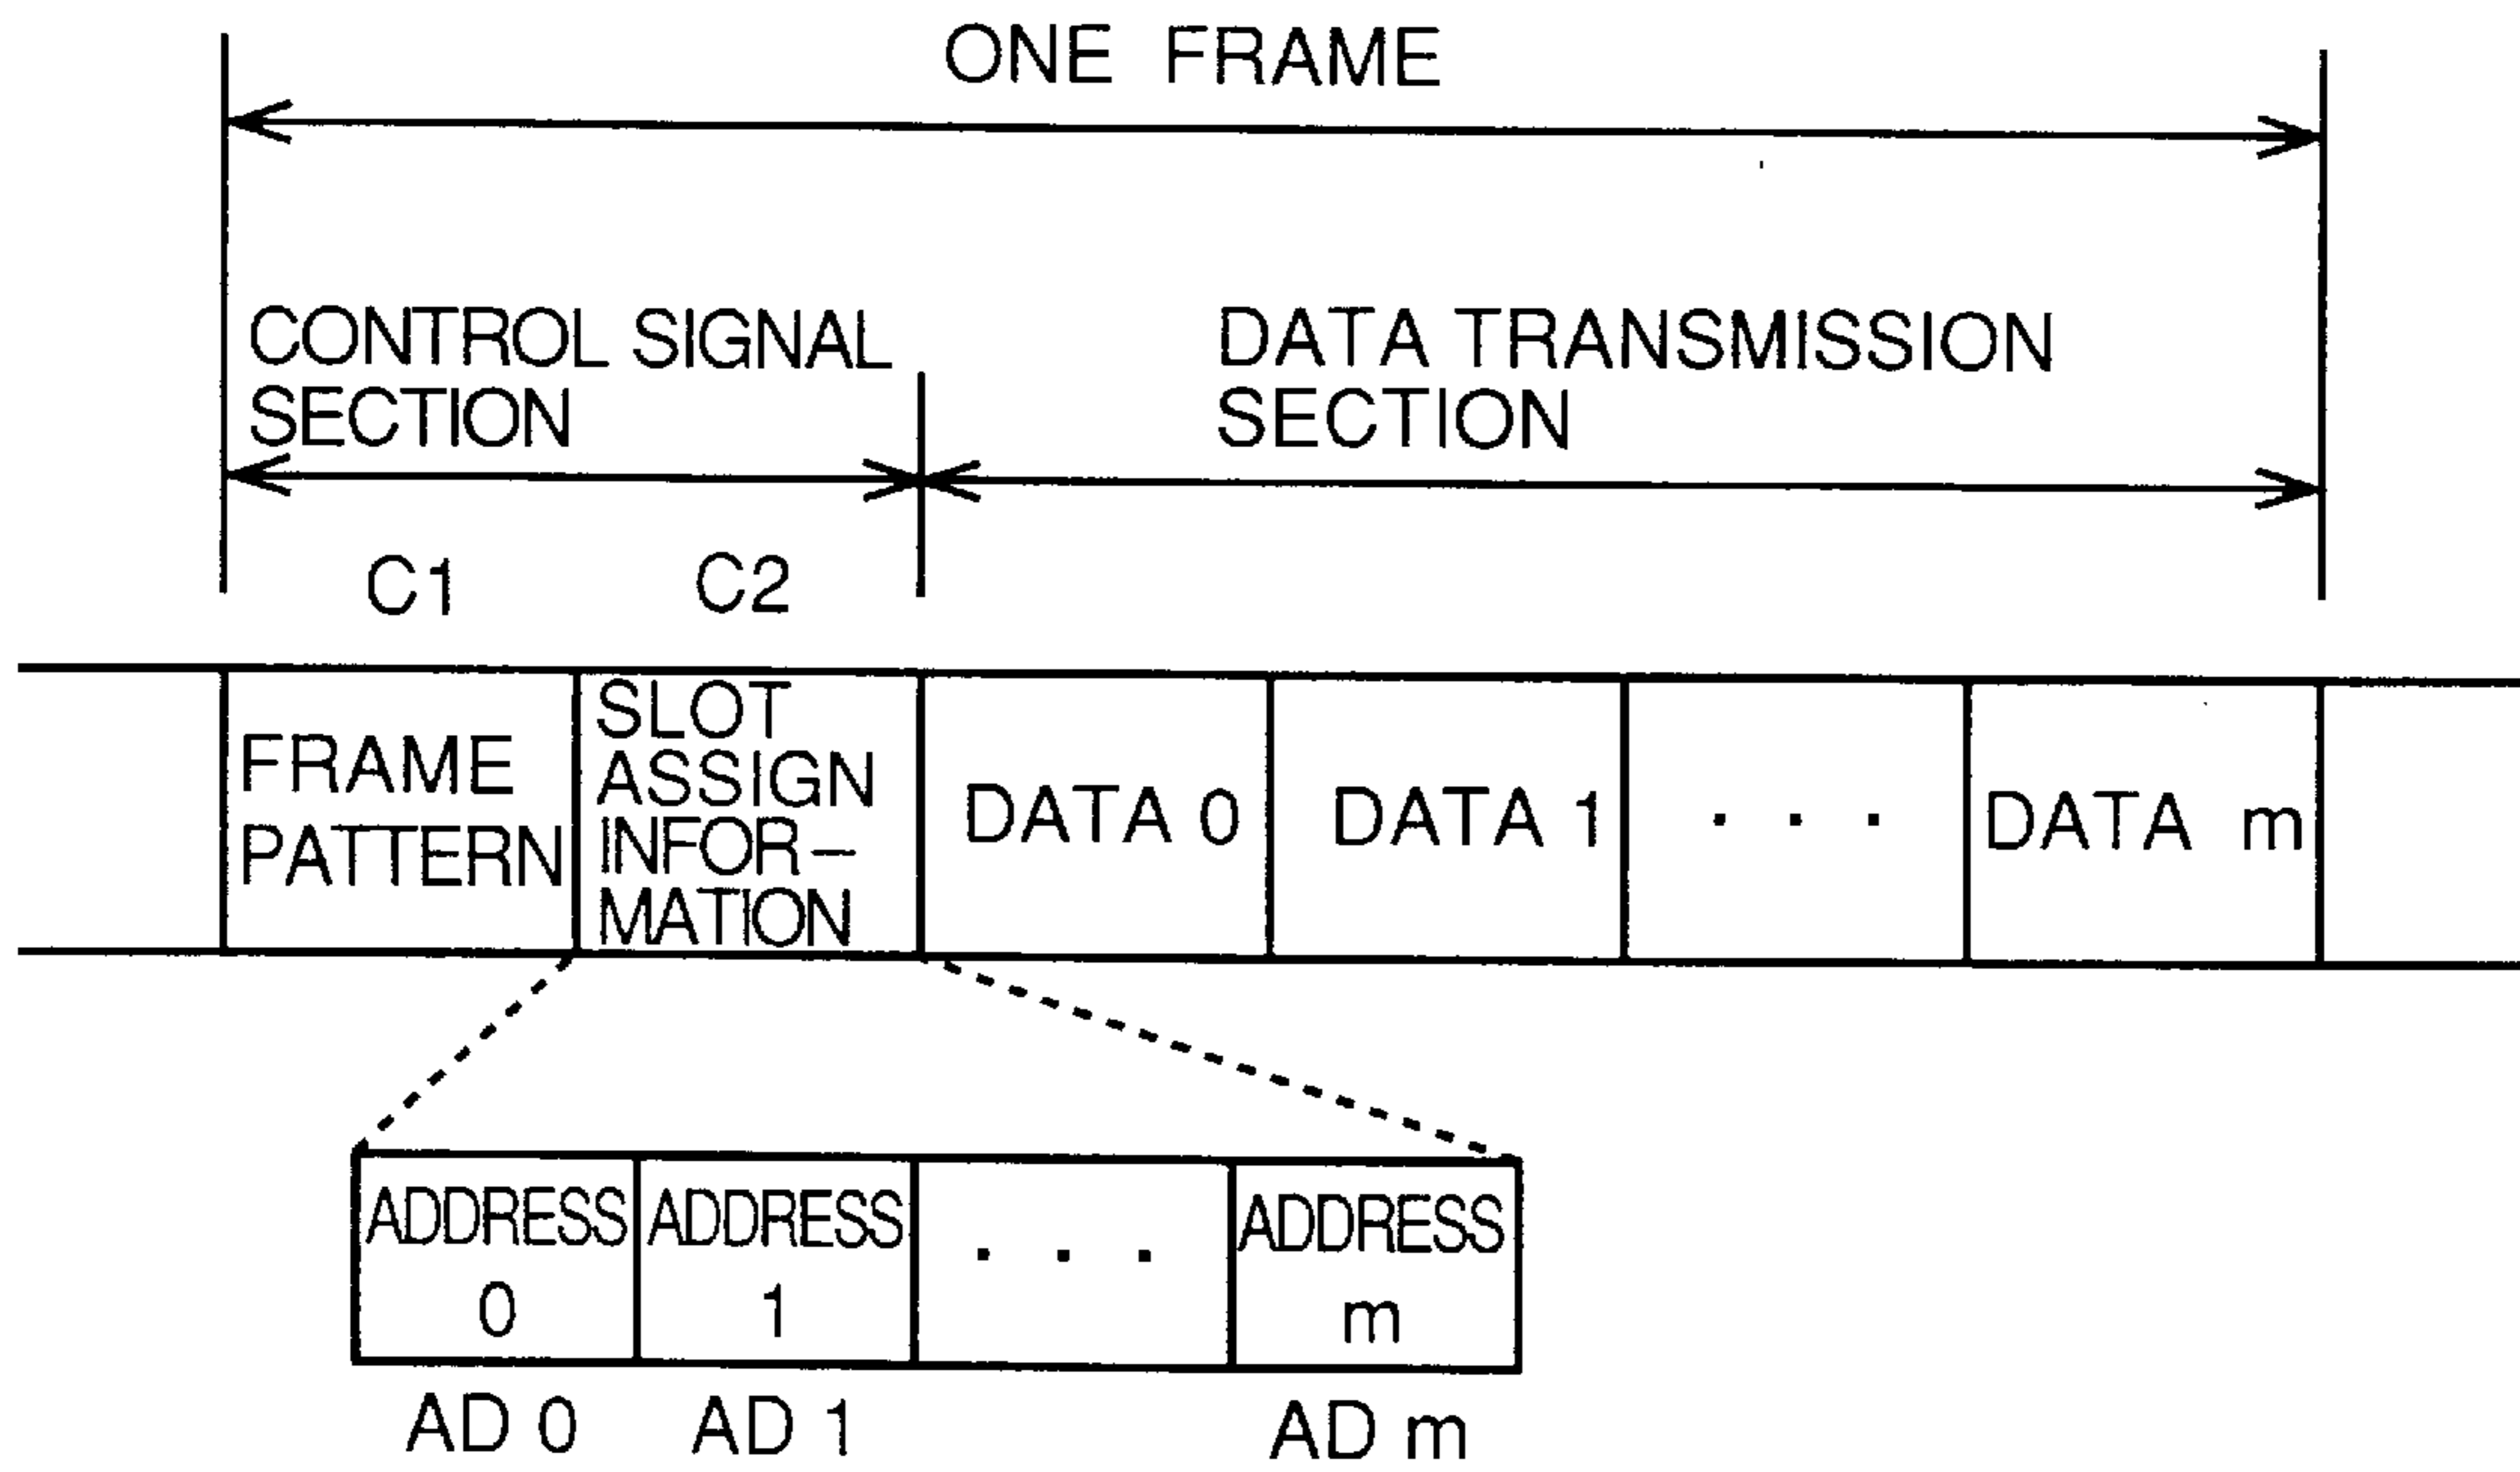 ONE FRAME
CONTROL SIGNAL
SECTION
DATA TRANSMISSION
SECTION
C1 C2
FRAME
PATTERN
SLOT
ASSIGN
INFOR-
MATION
DATA 0
DATA 1
. . .
DATA m
ADDRESS
0
ADDRESS
1
. . .
ADDRESS
m
AD 0 AD 1 AD m